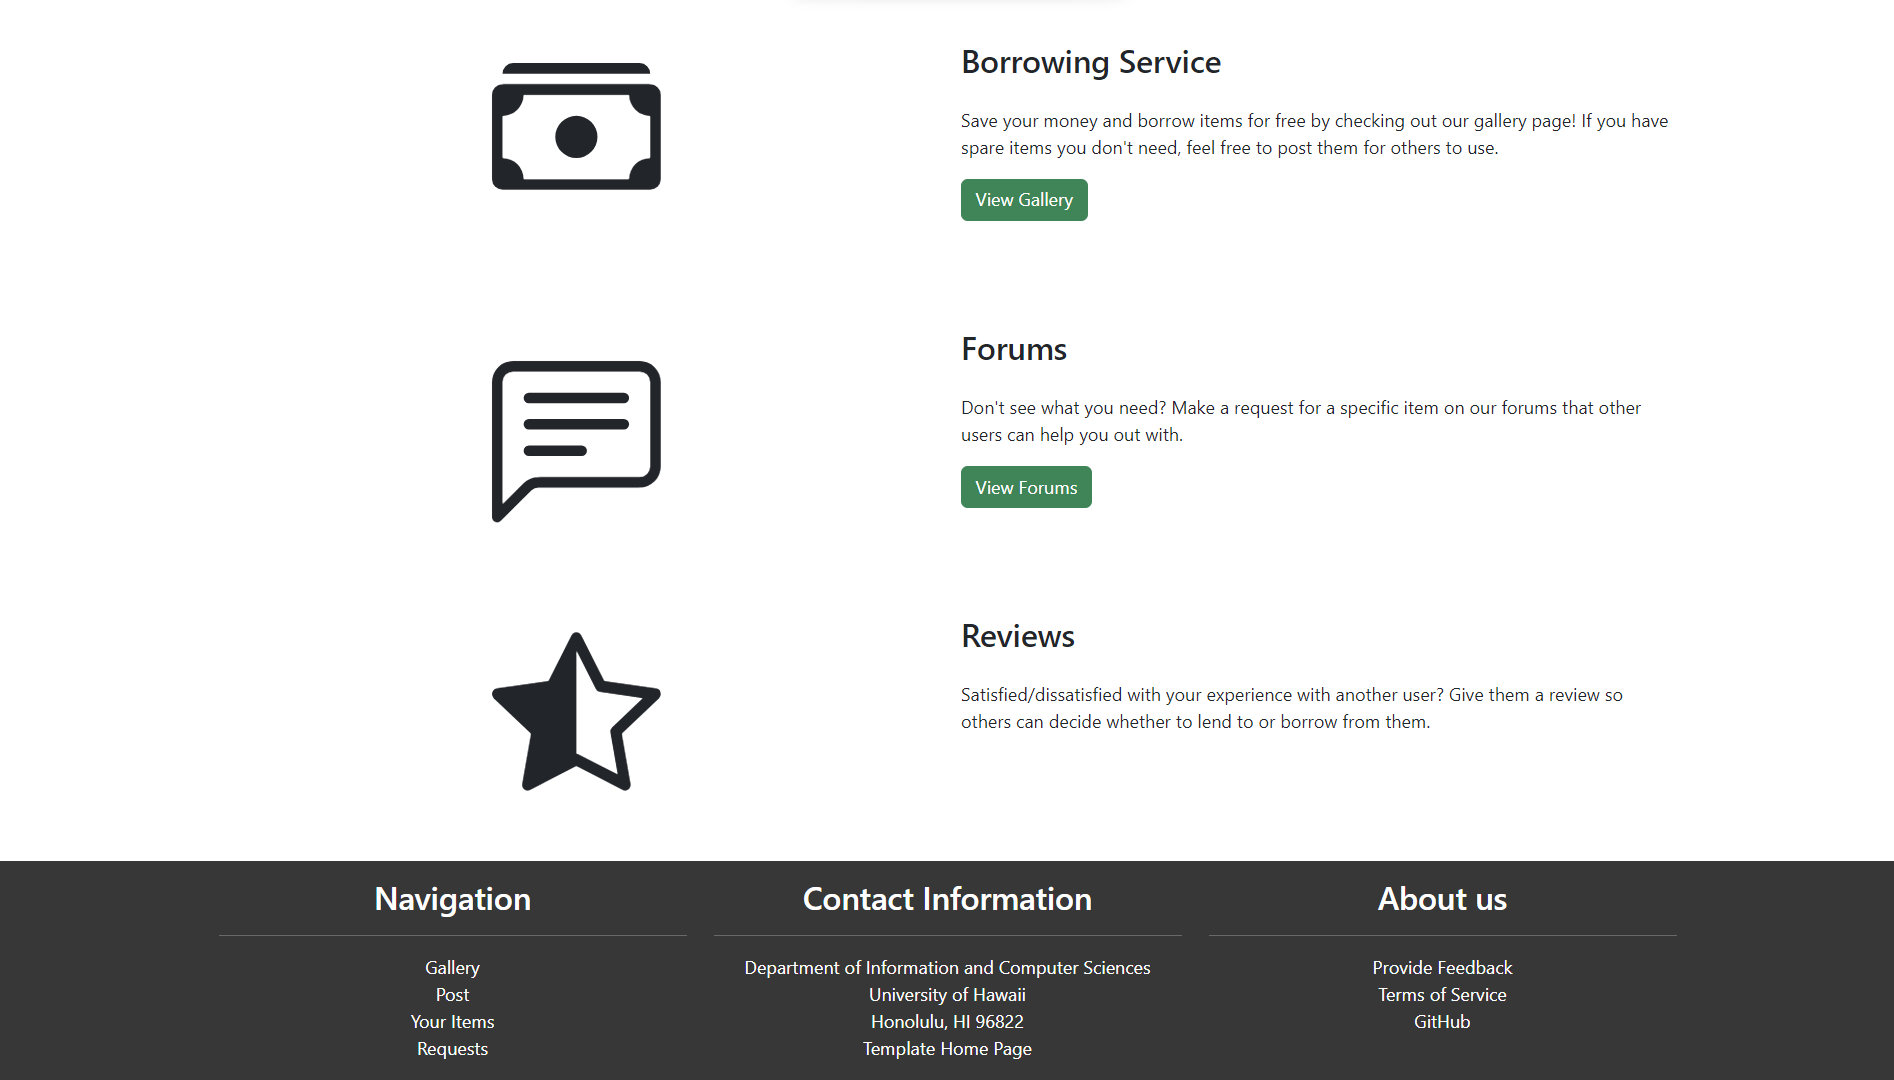 Borrowing Service
Save your money and borrow items for free by checking out our gallery page! If you have
spare items you don't need, feel free to post them for others to use.
View Gallery
Forums
Don't see what you need? Make a request for a specific item on our forums that other
users can help you out with.
View Forums
Reviews
Satisfied/dissatisfied with your experience with another user? Give them a review so
others can decide whether to lend to or borrow from them.
Navigation
Gallery
Post
Your Items
Requests
Contact Information
Department of Information and Computer Sciences
University of Hawaii
Honolulu, HI 96822
Template Home Page
About us
Provide Feedback
Terms of Service
GitHub